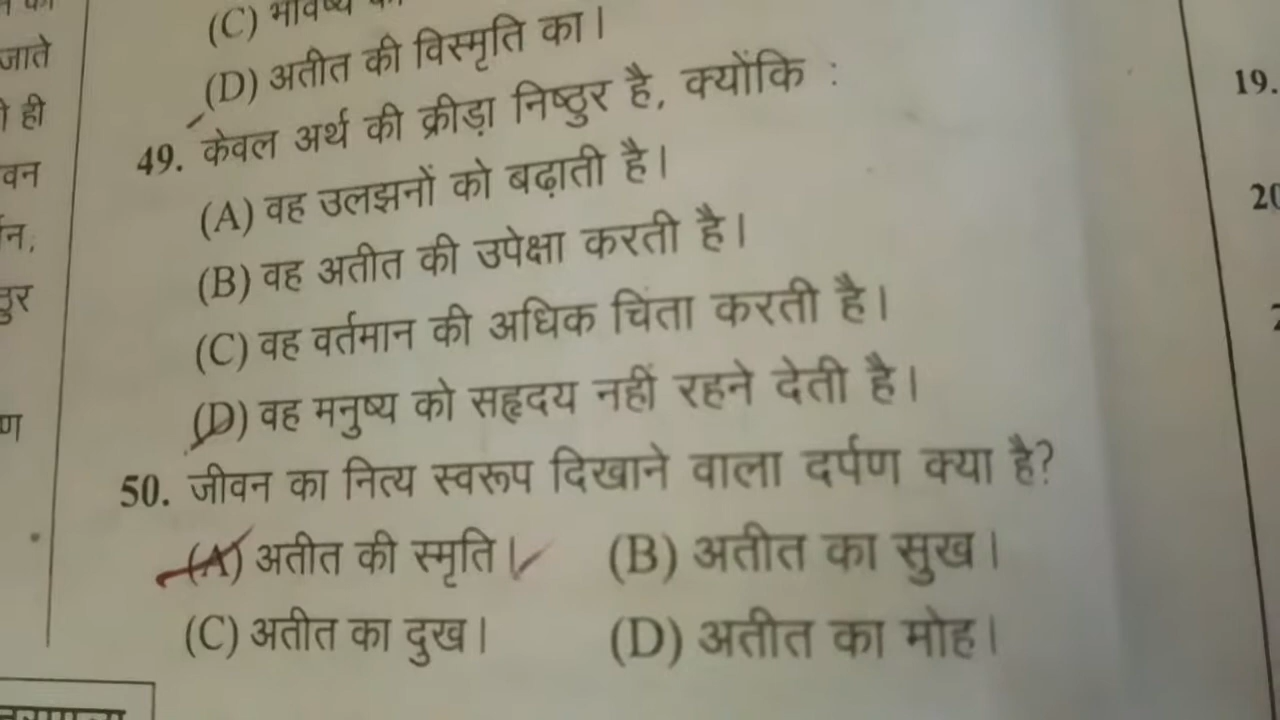 जाते
ही
वन
न,
ठुर
ण
(C) भविष्य
(D) अतीत की विस्मृति का।
49. केवल अर्थ की क्रीड़ा निष्ठुर है, क्योंकि :
(A) वह उलझनों को बढ़ाती है।
(B) वह अतीत की उपेक्षा करती है।
(C) वह वर्तमान की अधिक चिंता करती है।
(D) वह मनुष्य को सहृदय नहीं रहने देती है।
50. जीवन का नित्य स्वरूप दिखाने वाला दर्पण क्या है?
(A) अतीत की स्मृति। (B) अतीत का सुख।
(C) अतीत का दुख। (D) अतीत का मोह।
19.
20